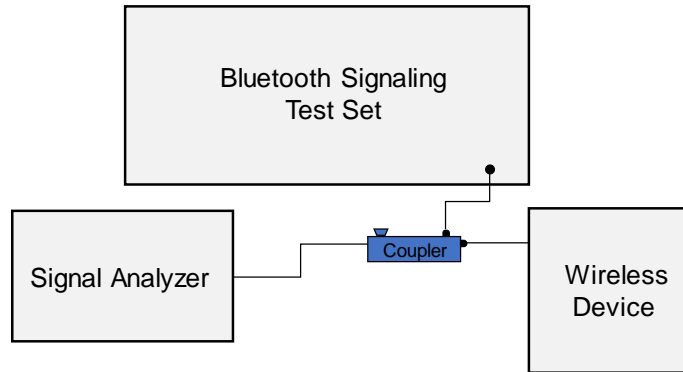 Bluetooth Signaling
Test Set
Signal Analyzer
Coupler
Wireless
Device